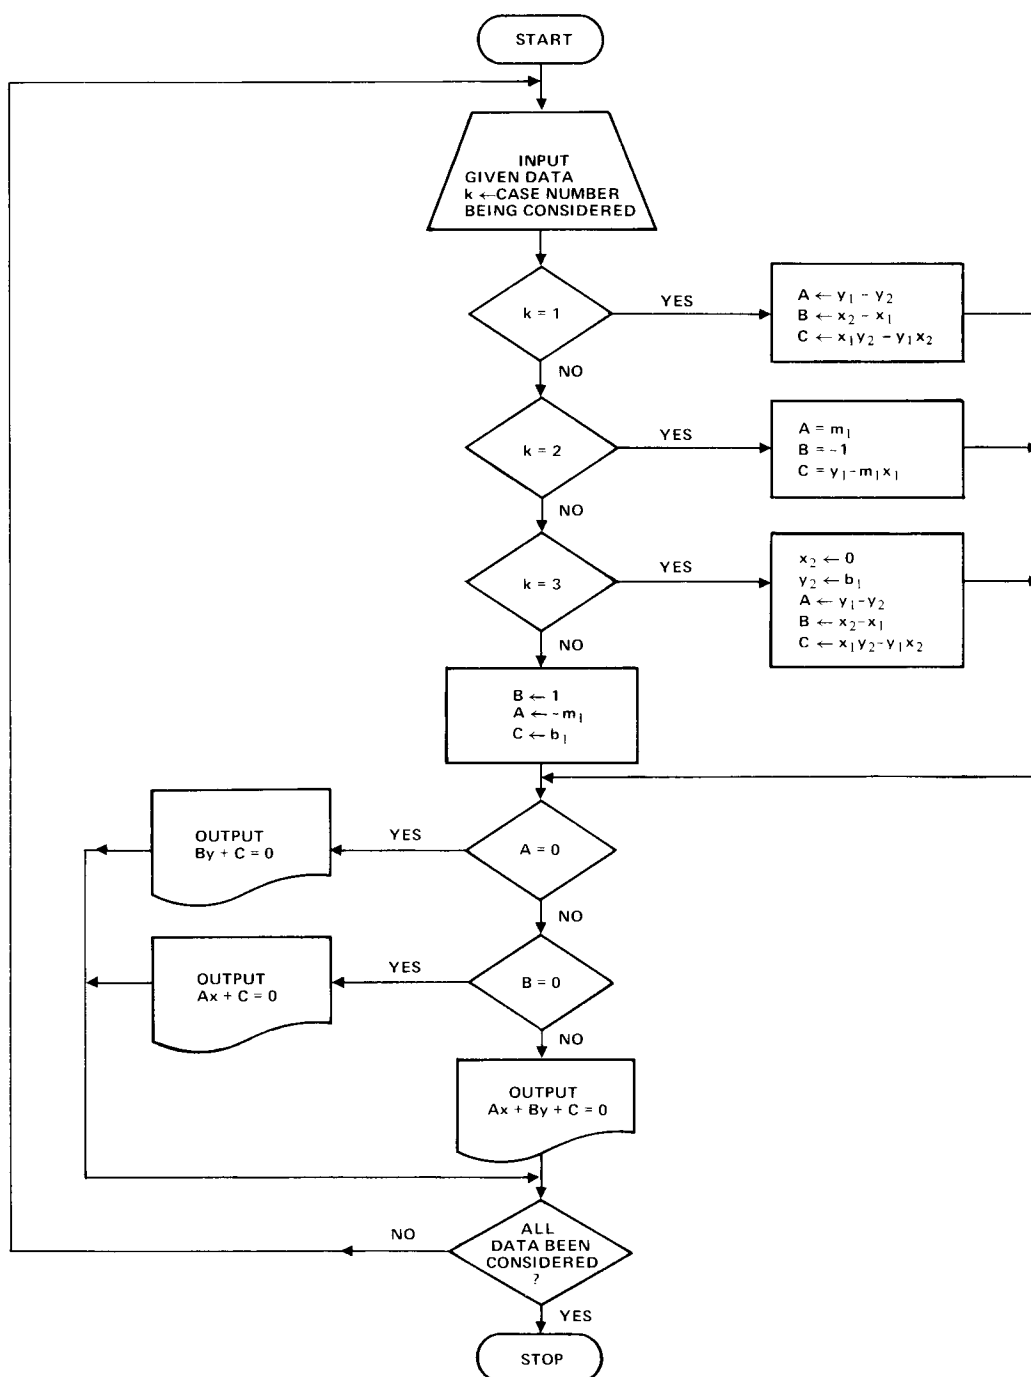 START
INPUT
GIVEN DATA
k ← CASE NUMBER
BEING CONSIDERED
k = 1
YES
A ← y₁ - y₂
B ← x₂ - x₁
C ← x₁y₂ - y₁x₂
NO
k = 2
YES
A = m₁
B = -1
C = y₁-m₁x₁
NO
k = 3
YES
x₂ ← 0
y₂ ← b₁
A ← y₁-y₂
B ← x₂-x₁
C ← x₁y₂-y₁x₂
NO
B ← 1
A ← -m₁
C ← b₁
A = 0
YES
OUTPUT
By + C = 0
NO
B = 0
YES
OUTPUT
Ax + C = 0
NO
OUTPUT
Ax + By + C = 0
ALL
DATA BEEN
CONSIDERED
?
NO
YES
STOP